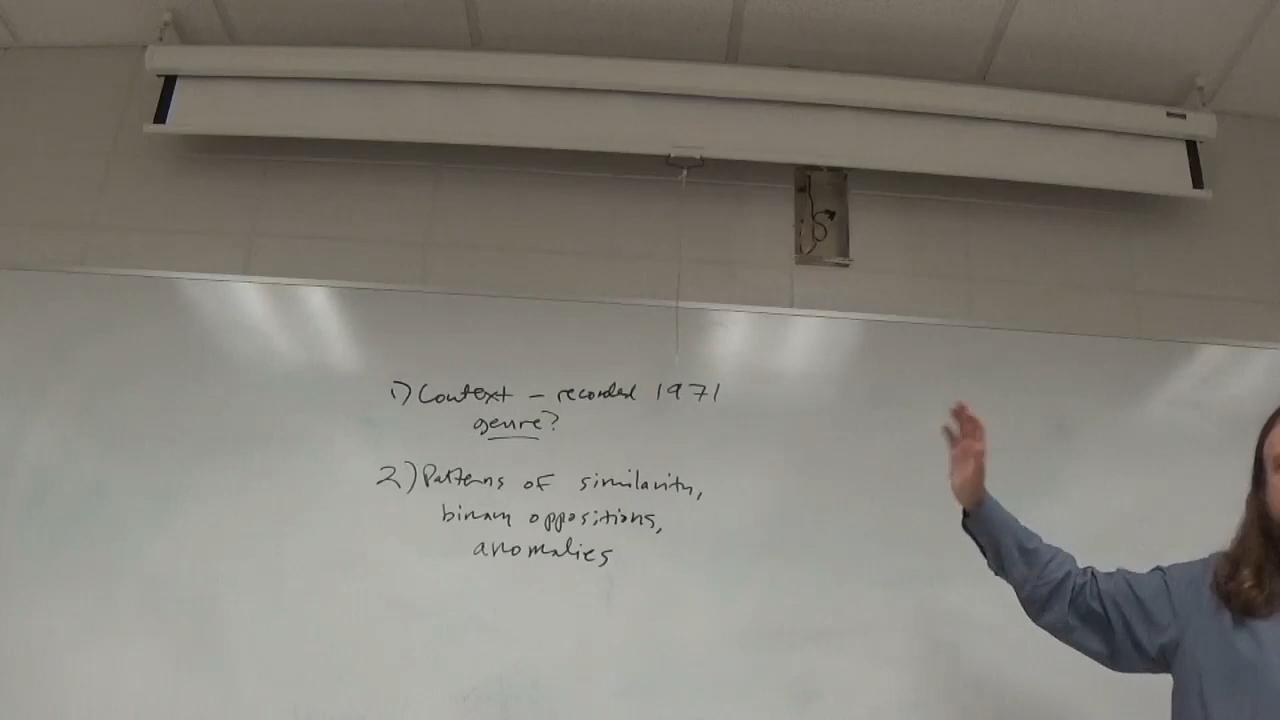 1) Context - recorded 1971
genre?
2) Patterns of similarity,
binary oppositions,
anomalies